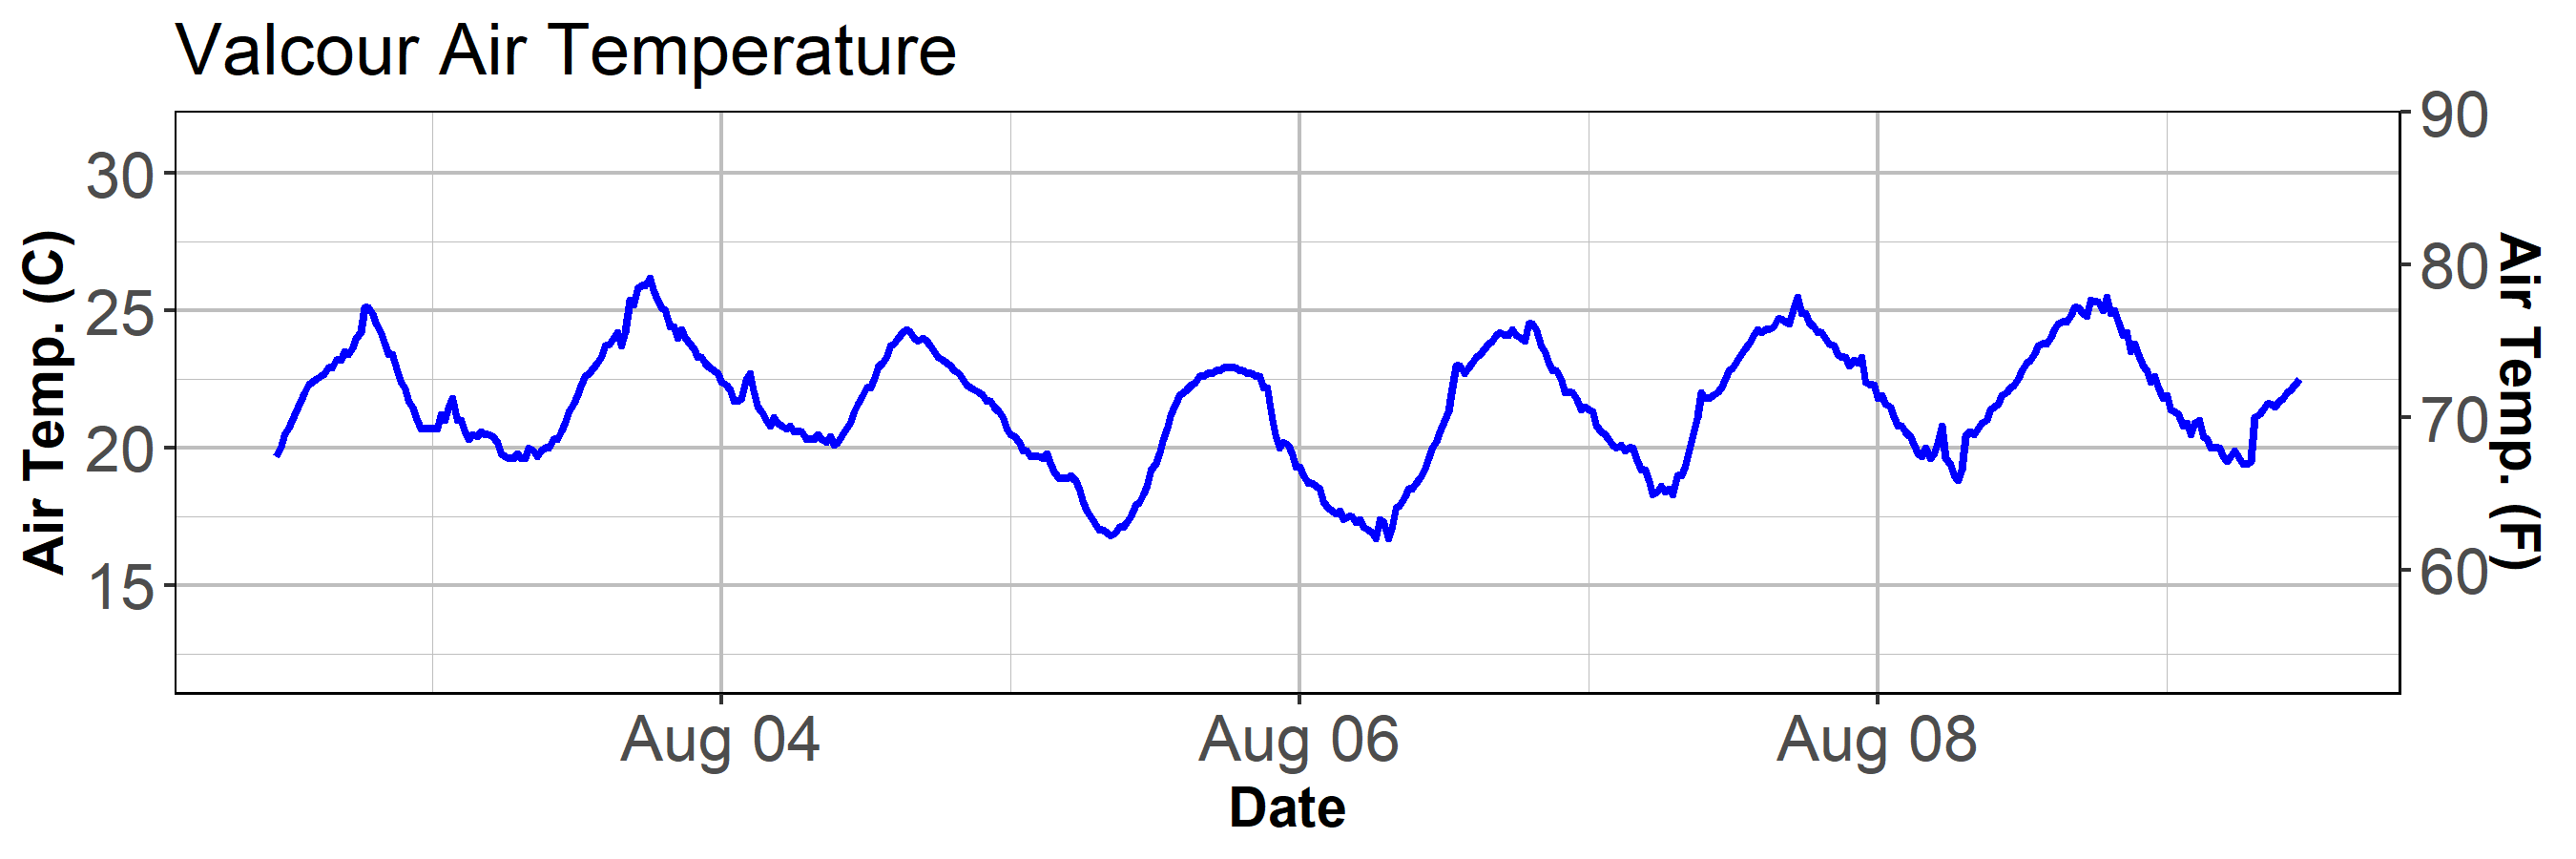 Valcour Air Temperature
Air Temp. (C)
30
25
20
15
90
80
70
60
Air Temp. (F)
Aug 04
Aug 06
Aug 08
Date